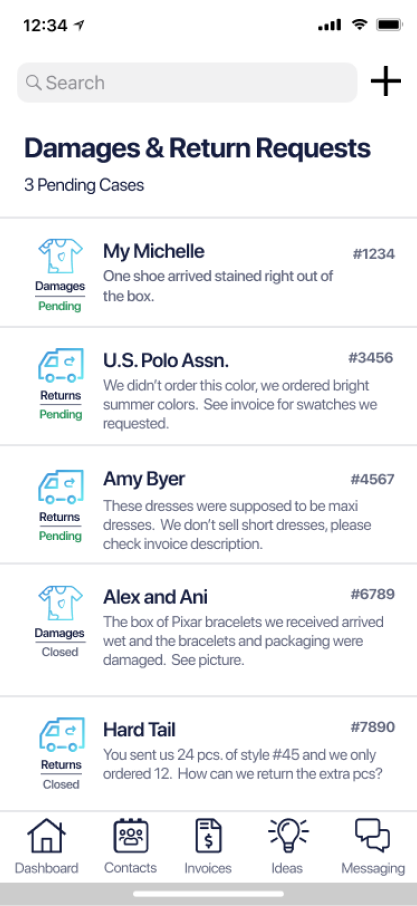 12:34
Search
Damages & Return Requests
3 Pending Cases
My Michelle
#1234
One shoe arrived stained right out of
the box.
Damages
Pending
U.S. Polo Assn.
#3456
We didn't order this color, we ordered bright
summer colors. See invoice for swatches we
requested.
Returns
Pending
Amy Byer
#4567
These dresses were supposed to be maxi
dresses. We don't sell short dresses, please
check invoice description.
Returns
Pending
Alex and Ani
#6789
The box of Pixar bracelets we received arrived
wet and the bracelets and packaging were
damaged. See picture.
Damages
Closed
Hard Tail
#7890
You sent us 24 pcs. of style #45 and we only
ordered 12. How can we return the extra pcs?
Returns
Closed
Dashboard
Contacts
Invoices
Ideas
Messaging